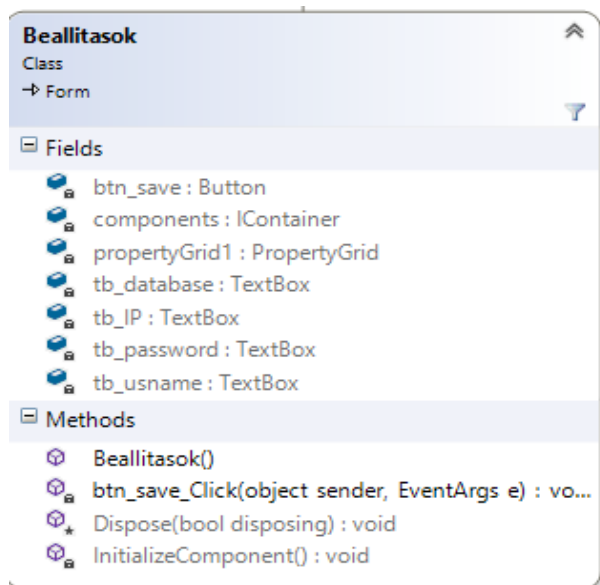 Beallitasok
Class
Form
Fields
btn_save : Button
components : IContainer
propertyGrid1 : PropertyGrid
tb_database : TextBox
tb_IP : TextBox
tb_password : TextBox
tb_usname : TextBox
Methods
Beallitasok()
btn_save_Click(object sender, EventArgs e) : vo...
Dispose(bool disposing) : void
InitializeComponent() : void